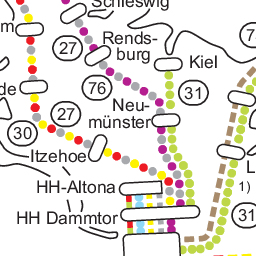 Schleswig
m
Rends-
burg
27
7
Kiel
76
31
de
27
Neu-
münster
30
Itzehoe
L
1)
HH-Altona
HH Dammtor
31